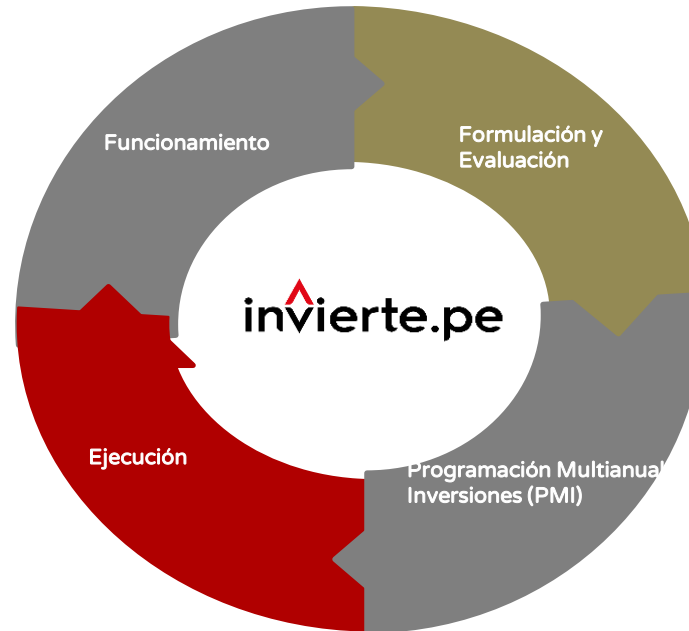 Funcionamiento
Formulación y
Evaluación
invierte.pe
Ejecución
Programación Multianual
Inversiones (PMI)